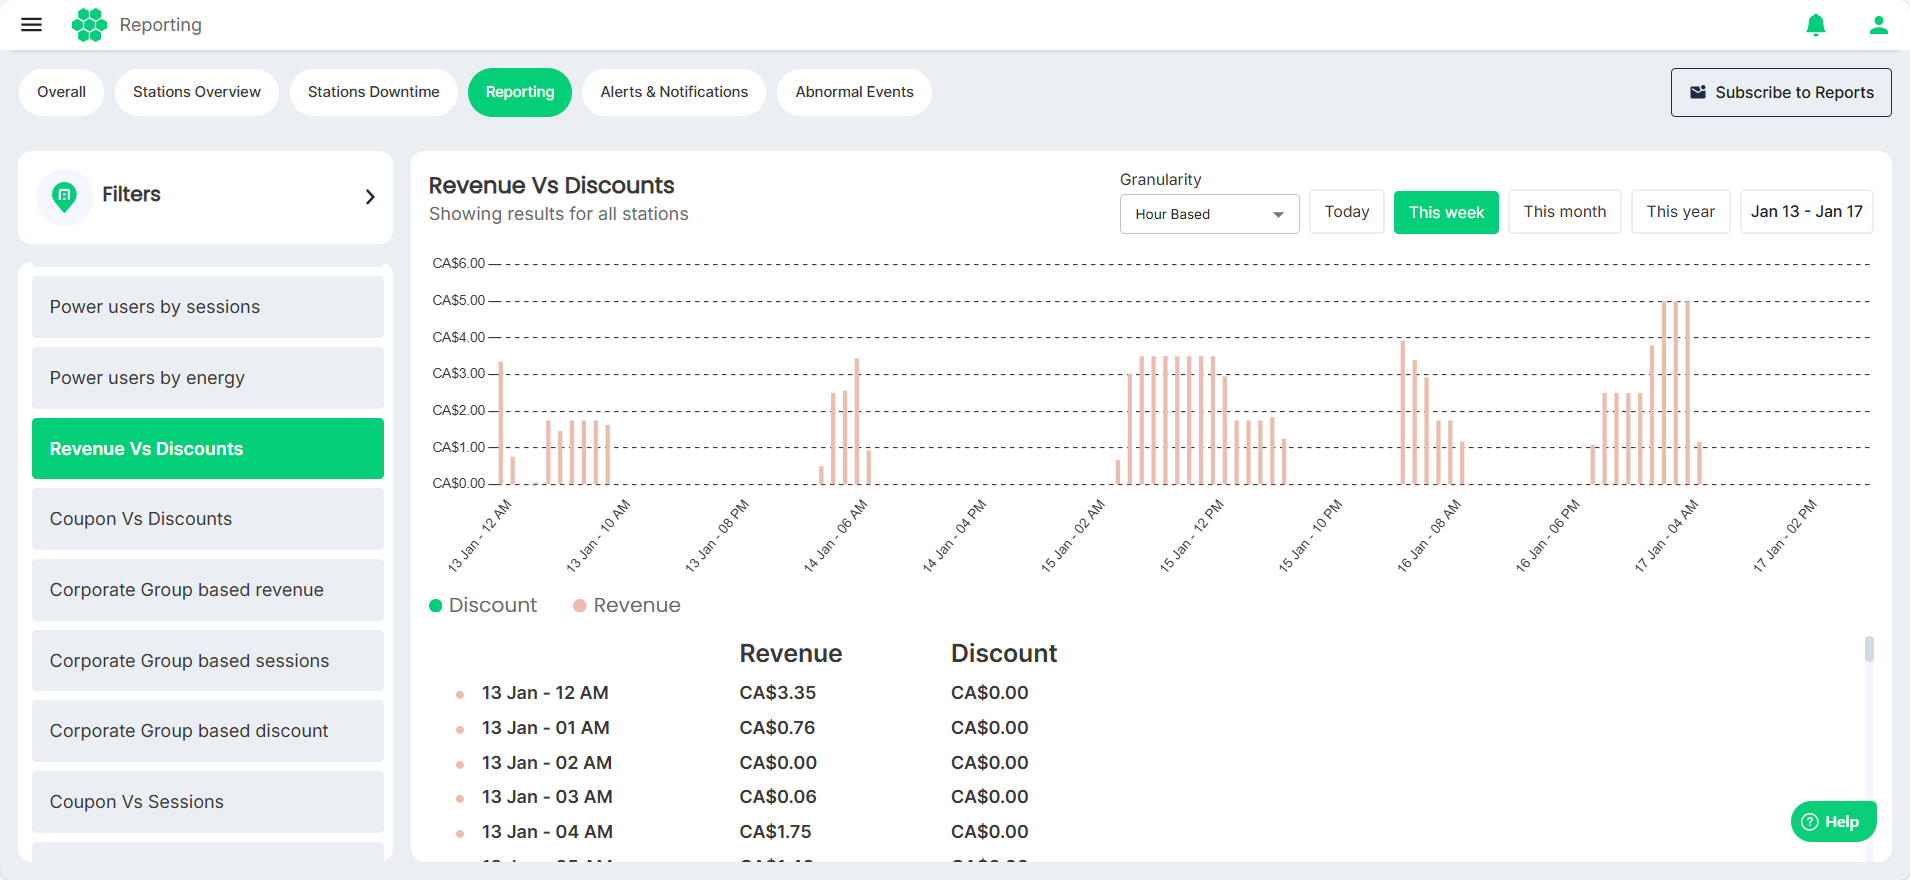 Reporting
Overall
Stations Overview
Stations Downtime
Reporting
Alerts & Notifications
Abnormal Events
Subscribe to Reports
Filters
Power users by sessions
Power users by energy
Revenue Vs Discounts
Coupon Vs Discounts
Corporate Group based revenue
Corporate Group based sessions
Corporate Group based discount
Coupon Vs Sessions
Revenue Vs Discounts
Showing results for all stations
Granularity
Hour Based
Today
This week
This month
This year
Jan 13 - Jan 17
CA$6.00
CA$5.00
CA$4.00
CA$3.00
CA$2.00
CA$1.00
CA$0.00
13 Jan - 12 AM
13 Jan - 10 AM
13 Jan - 08 PM
14 Jan - 06 AM
14 Jan - 04 PM
15 Jan - 02 AM
15 Jan - 12 PM
15 Jan - 10 PM
16 Jan - 08 AM
16 Jan - 06 PM
17 Jan - 04 AM
17 Jan - 02 PM
Discount Revenue
Revenue Discount
13 Jan - 12 AM CA$3.35 CA$0.00
13 Jan - 01 AM CA$0.76 CA$0.00
13 Jan - 02 AM CA$0.00 CA$0.00
13 Jan - 03 AM CA$0.06 CA$0.00
13 Jan - 04 AM CA$1.75 CA$0.00
Help